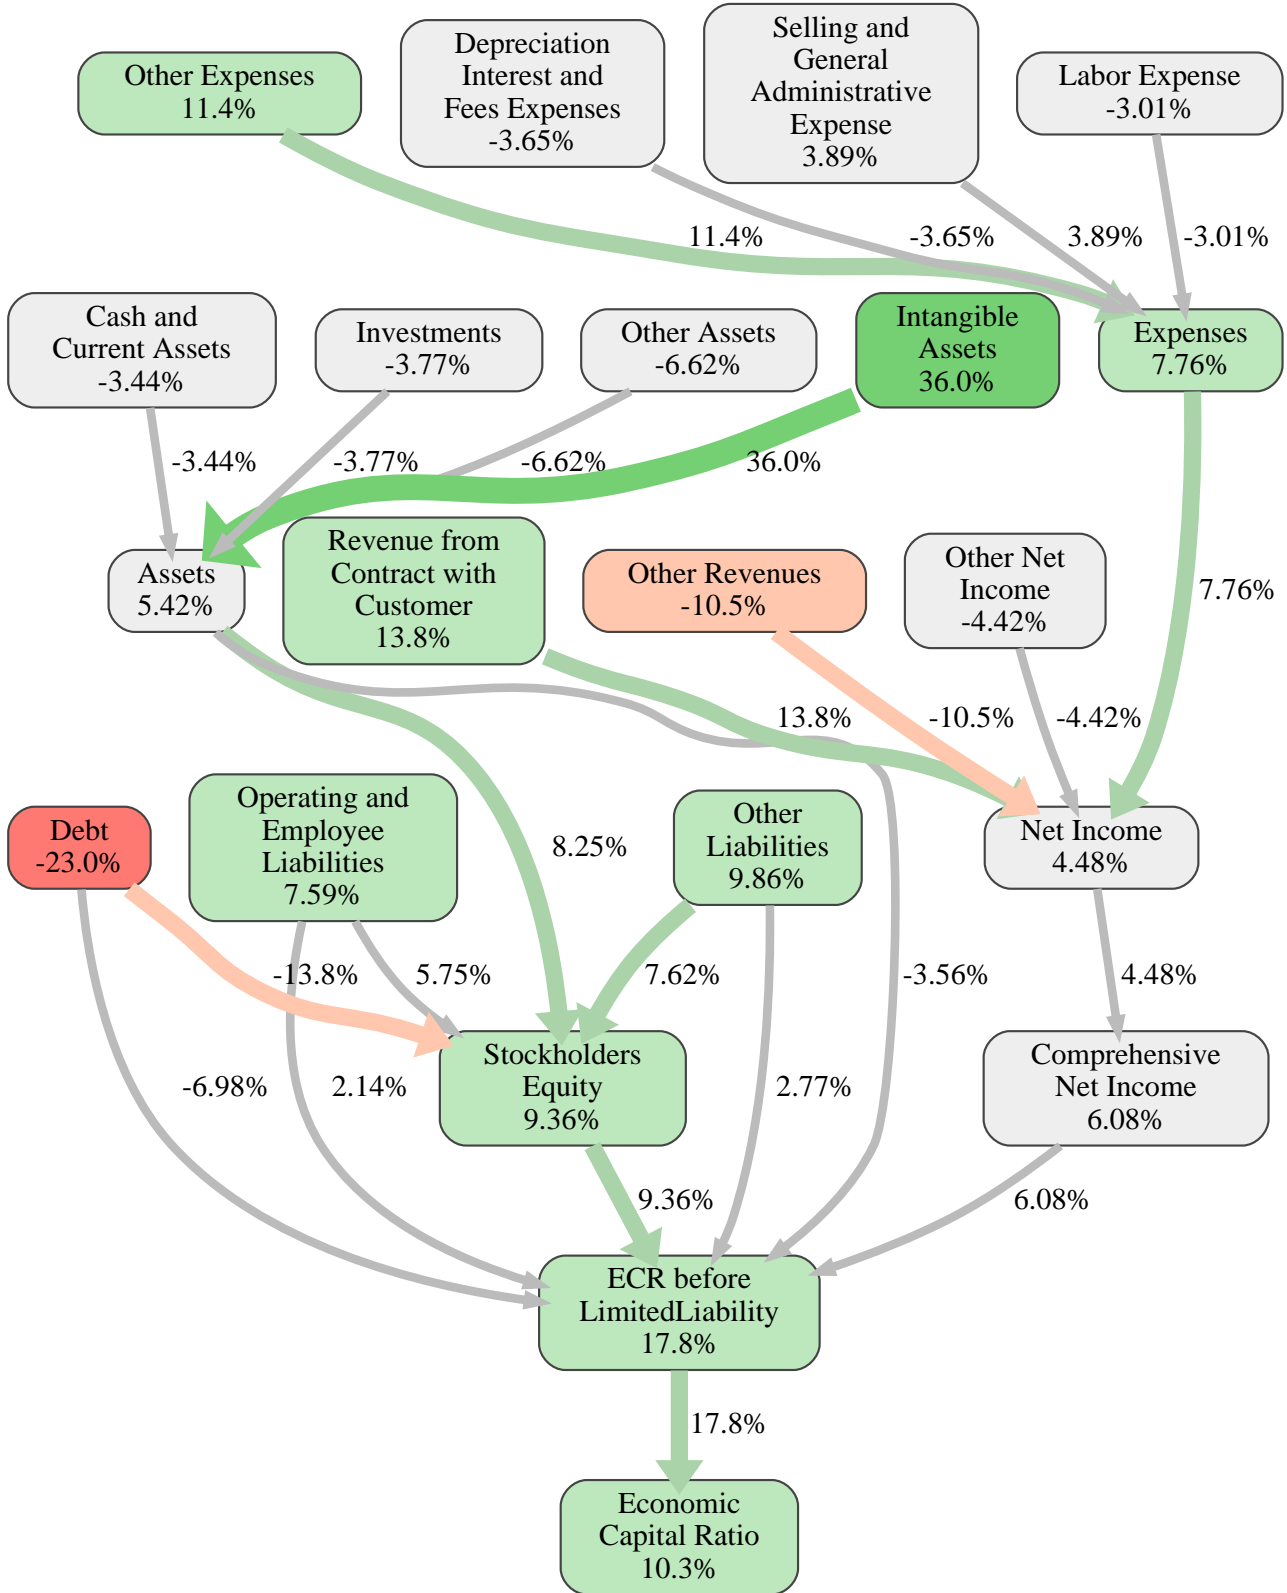 Other Expenses
11.4%
Depreciation
Interest and
Fees Expenses
-3.65%
Selling and
General
Administrative
Expense
3.89%
Labor Expense
-3.01%
11.4%
-3.65%
3.89%
-3.01%
Cash and
Current Assets
-3.44%
Investments
-3.77%
Other Assets
-6.62%
Intangible
Assets
36.0%
Expenses
7.76%
-3.44%
-3.77%
-6.62%
36.0%
Assets
5.42%
Revenue from
Contract with
Customer
13.8%
Other Revenues
-10.5%
Other Net
Income
-4.42%
7.76%
13.8%
-10.5%
-4.42%
Debt
-23.0%
Operating and
Employee
Liabilities
7.59%
8.25%
Other
Liabilities
9.86%
Net Income
4.48%
-13.8%
5.75%
7.62%
-3.56%
4.48%
Stockholders
Equity
9.36%
Comprehensive
Net Income
6.08%
-6.98%
2.14%
2.77%
9.36%
6.08%
ECR before
LimitedLiability
17.8%
17.8%
Economic
Capital Ratio
10.3%